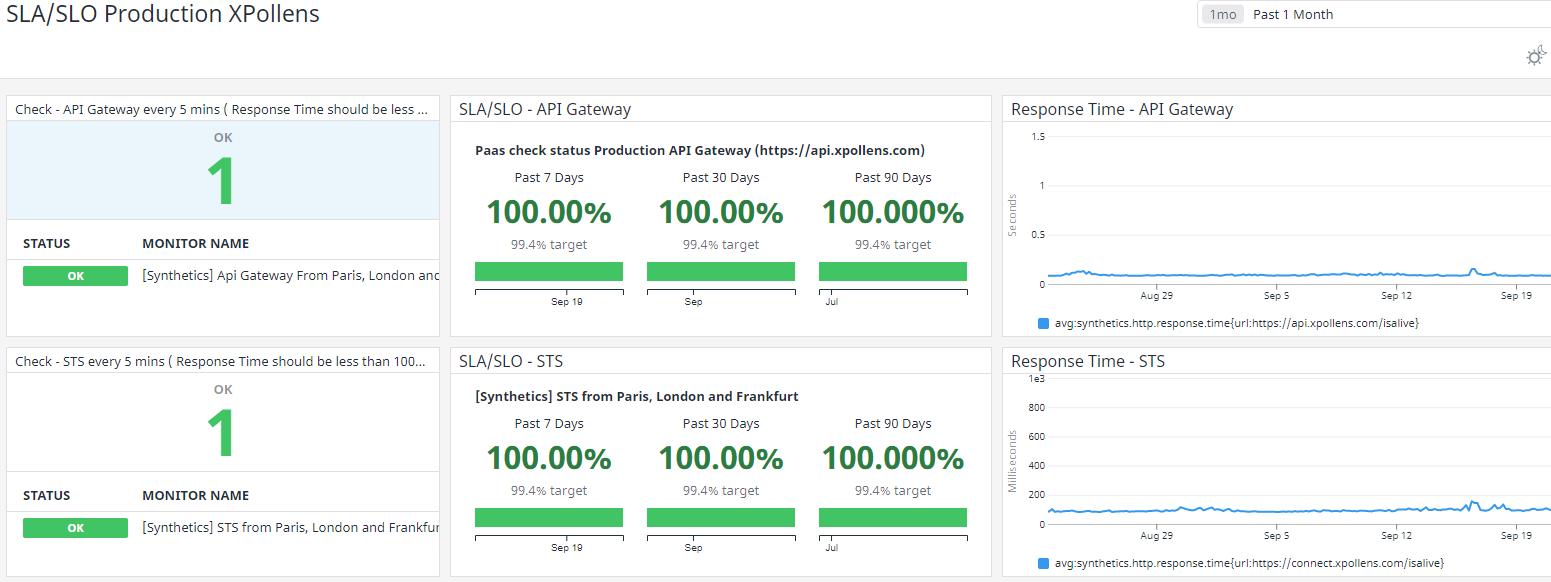 SLA/SLO Production XPollens
1mo Past 1 Month
Check - API Gateway every 5 mins ( Response Time should be less ...
OK
1
STATUS MONITOR NAME
OK [Synthetics] Api Gateway From Paris, London and
SLA/SLO - API Gateway
Paas check status Production API Gateway (https://api.xpollens.com)
Past 7 Days Past 30 Days Past 90 Days
100.00% 100.00% 100.000%
99.4% target 99.4% target 99.4% target
Sep 19 Sep Jul
Response Time - API Gateway
1.5
1
0.5
0
Seconds
Aug 29 Sep 5 Sep 12 Sep 19
avg:synthetics.http.response.time{url:https://api.xpollens.com/isalive}
Check - STS every 5 mins ( Response Time should be less than 100...
OK
1
STATUS MONITOR NAME
OK [Synthetics] STS from Paris, London and Frankfur
SLA/SLO - STS
[Synthetics] STS from Paris, London and Frankfurt
Past 7 Days Past 30 Days Past 90 Days
100.00% 100.00% 100.000%
99.4% target 99.4% target 99.4% target
Sep 19 Sep Jul
Response Time - STS
1e3
800
600
400
200
0
Milliseconds
Aug 29 Sep 5 Sep 12 Sep 19
avg:synthetics.http.response.time{url:https://connect.xpollens.com/isalive}